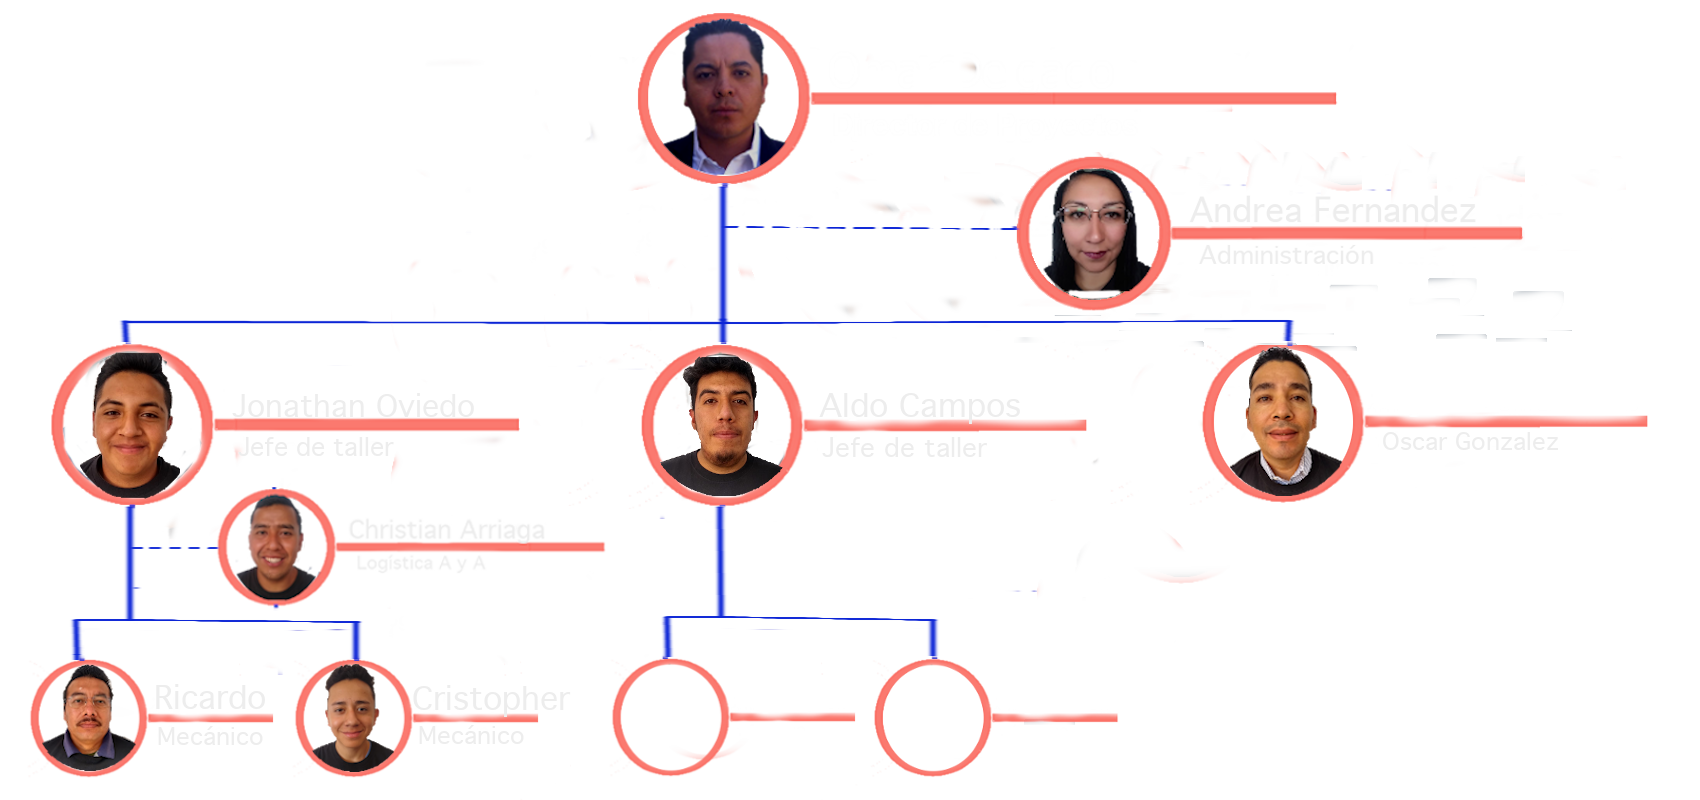 Andrea Fernandez
Administración
Jonathan Oviedo
Jefe de taller
Aldo Campos
Jefe de taller
Oscar Gonzalez
Christian Arriaga
Logística A y A
Ricardo
Mecánico
Cristopher
Mecánico